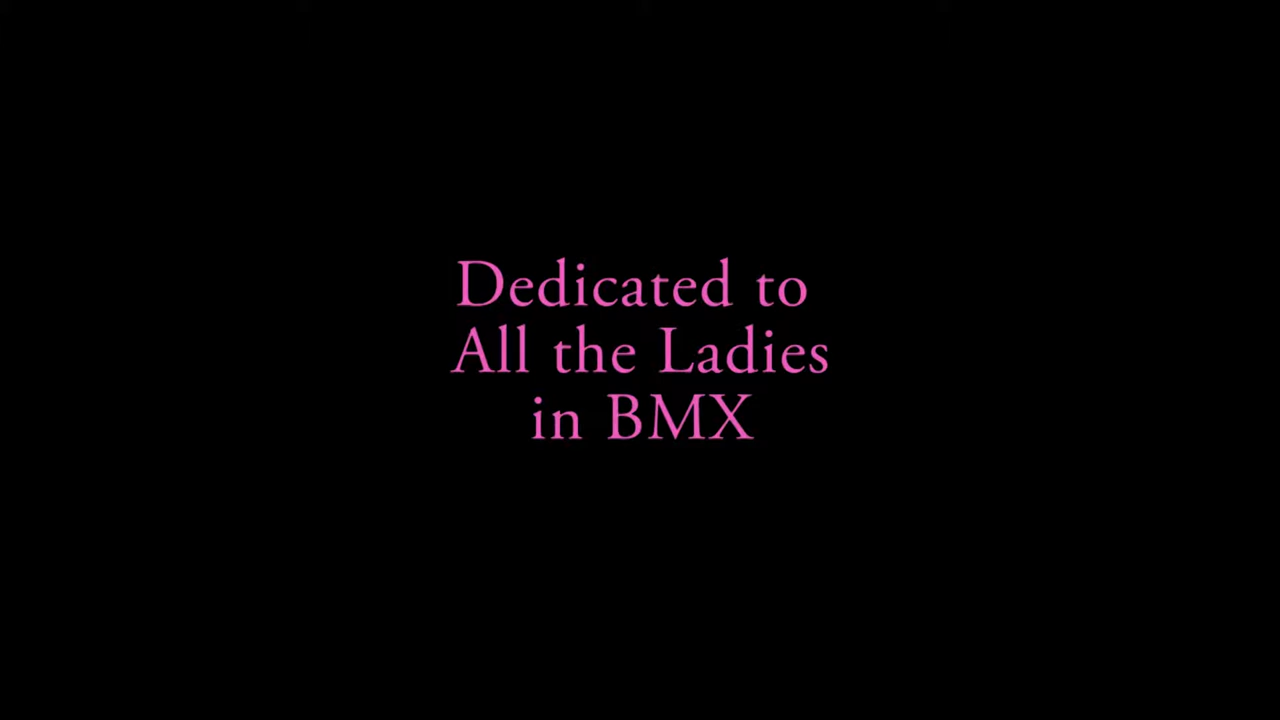 Dedicated to
All the Ladies
in BMX